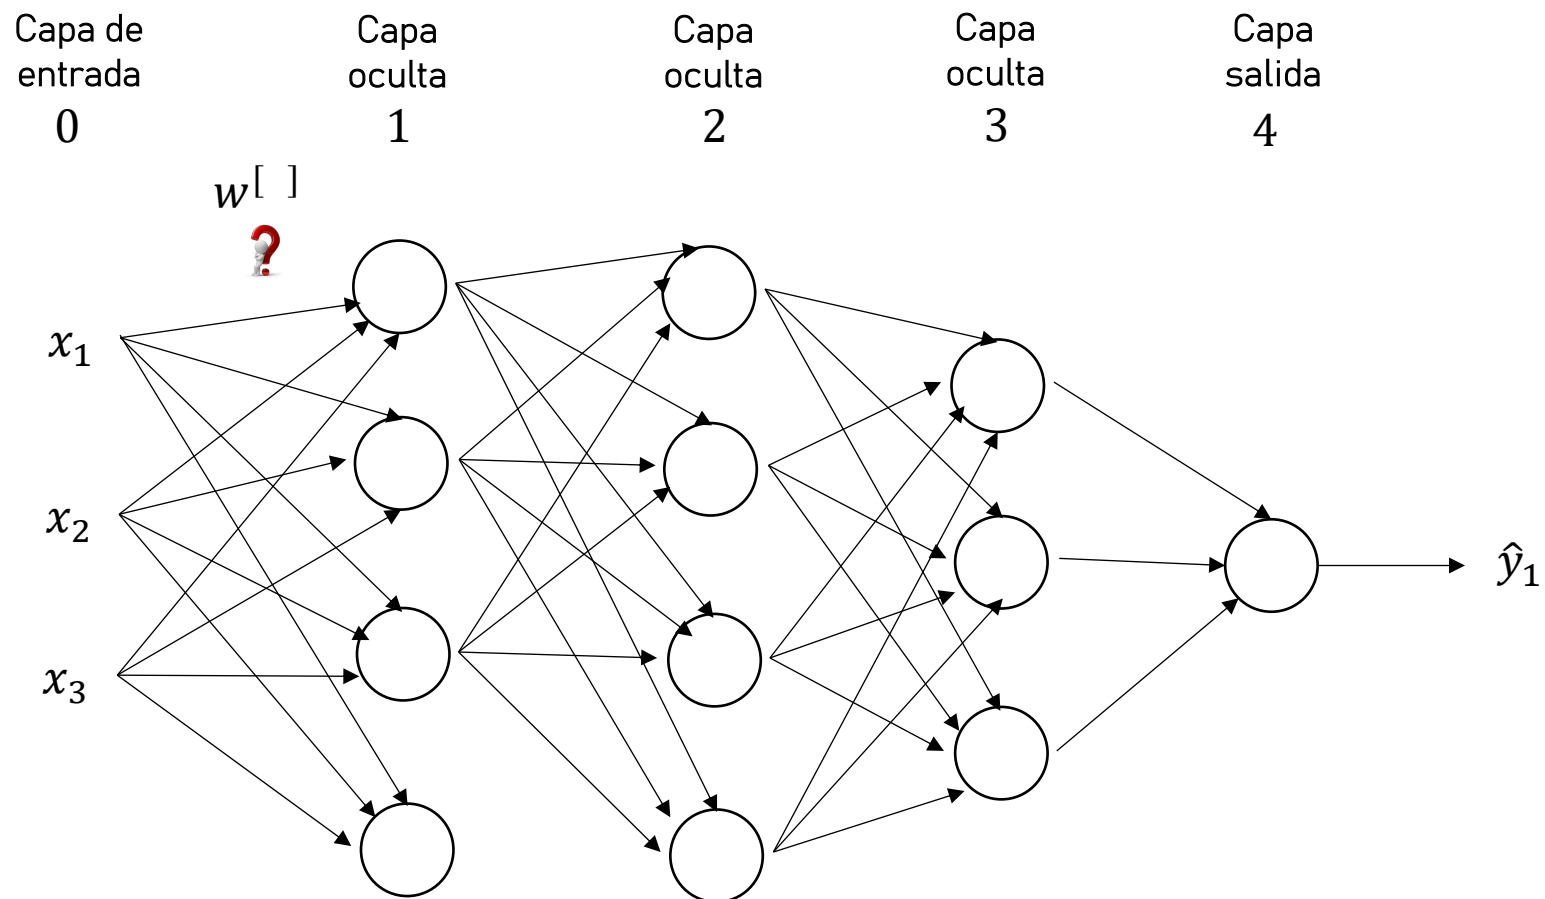 Capa de
entrada
0
Capa
oculta
1
Capa
oculta
2
Capa
oculta
3
Capa
salida
4
w[ ]
?
x₁
x₂
x₃
ŷ₁